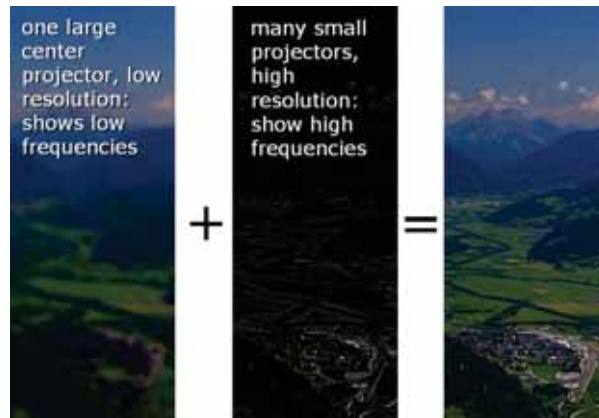 one large
center
projector, low
resolution:
shows low
frequencies
+
many small
projectors,
high
resolution:
show high
frequencies
=